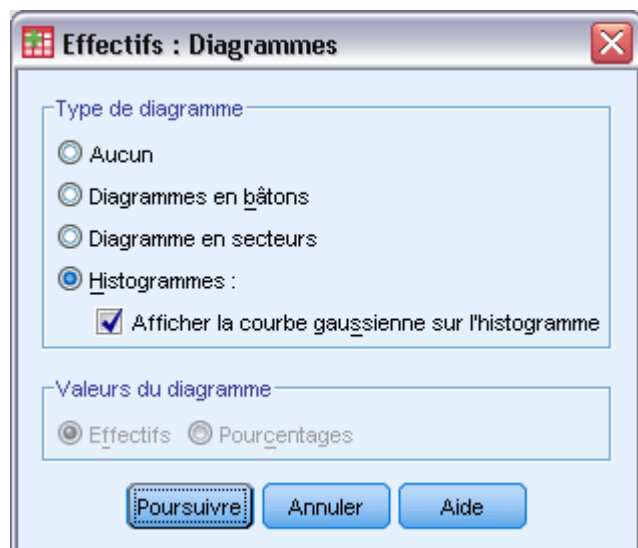 Effectifs : Diagrammes
Type de diagramme
Aucun
Diagrammes en bâtons
Diagramme en secteurs
Histogrammes :
Afficher la courbe gaussienne sur l'histogramme
Valeurs du diagramme
Effectifs Pourcentages
Poursuivre Annuler Aide